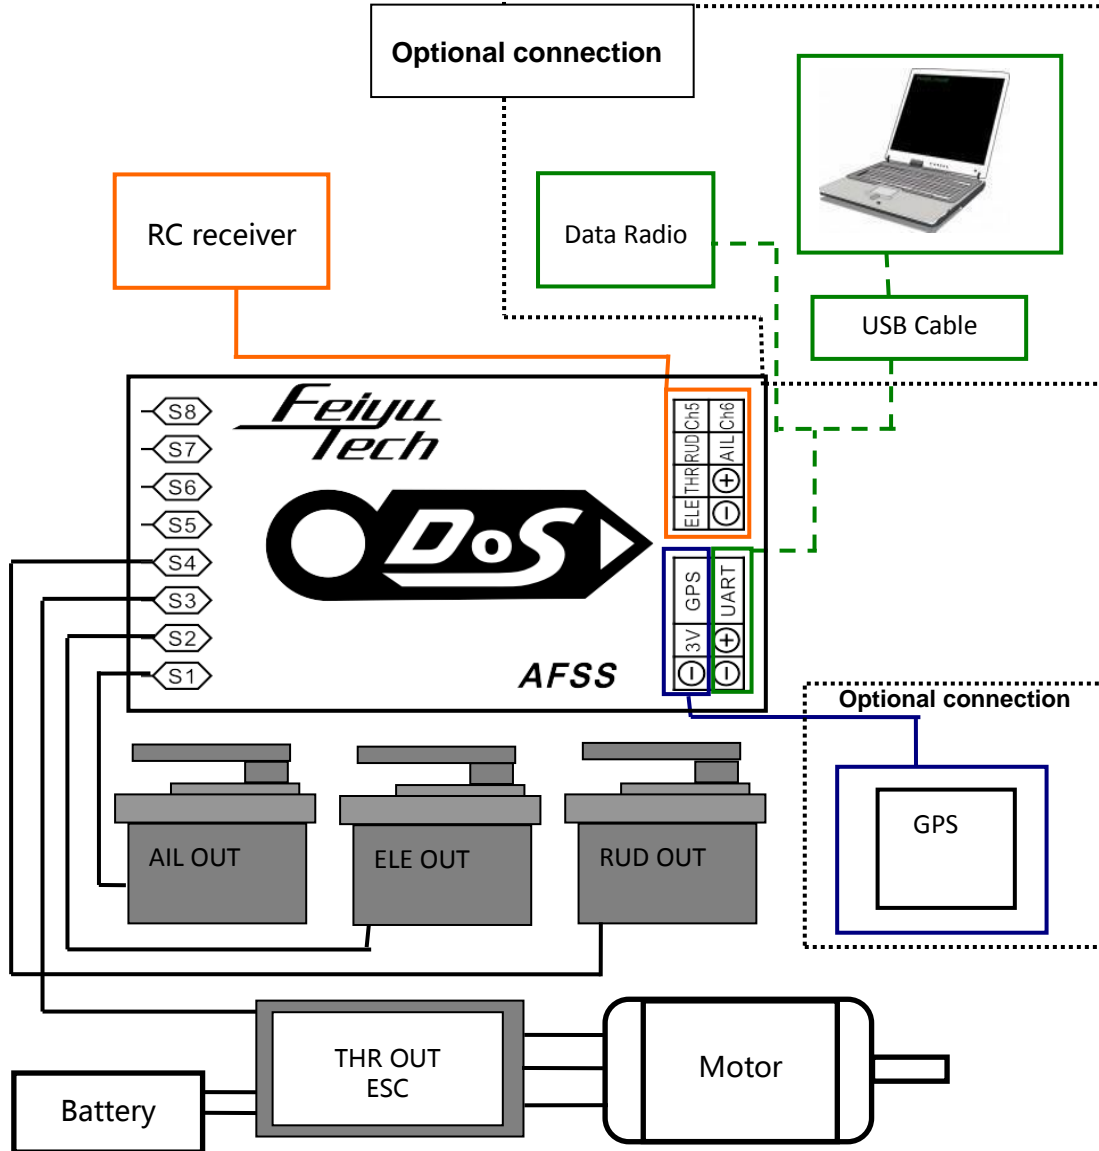 Optional connection
RC receiver
Data Radio
USB Cable
Feiyu
Tech
S8
S7
S6
S5
S4
S3
S2
S1
DoS
AFSS
ELE THR RUD Ch5
⊖ ⊕ AIL Ch6
⊖ 3V GPS
⊖ ⊕ UART
Optional connection
GPS
AIL OUT
ELE OUT
RUD OUT
THR OUT
ESC
Motor
Battery